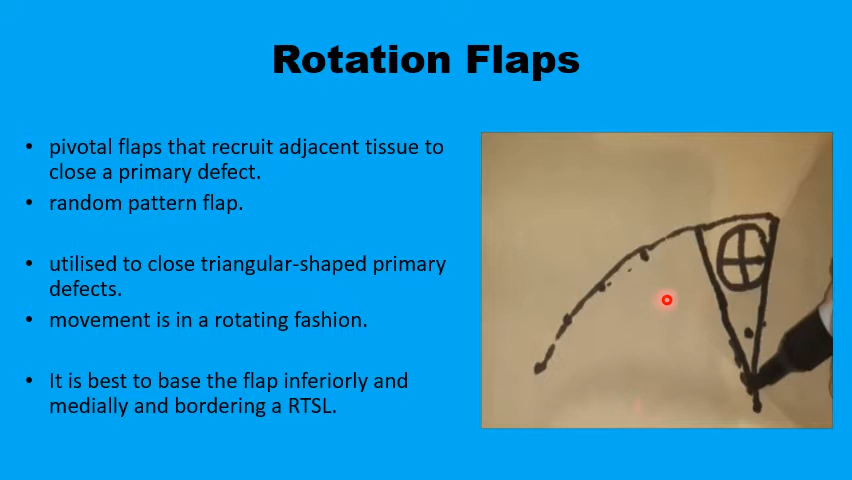 Rotation Flaps
• pivotal flaps that recruit adjacent tissue to
close a primary defect.
• random pattern flap.
• utilised to close triangular-shaped primary
defects.
• movement is in a rotating fashion.
• It is best to base the flap inferiorly and
medially and bordering a RTSL.